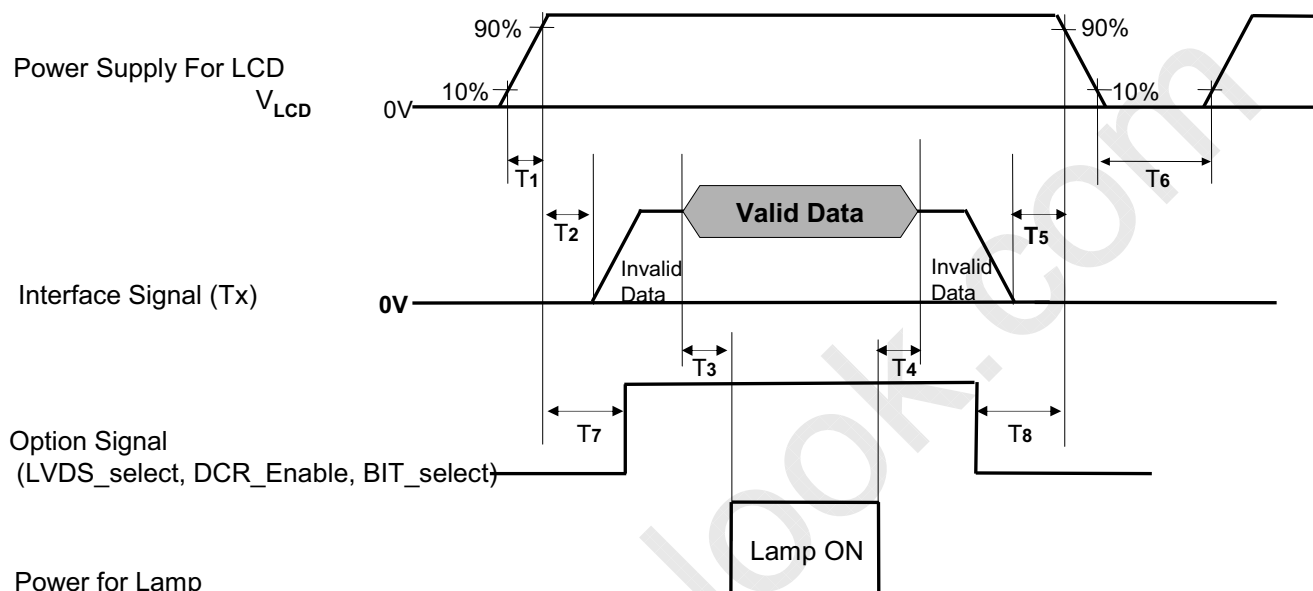 90%
90%
Power Supply For LCD
VLCD
10%
0V
10%
T1
T6
T2
Valid Data
T5
Invalid
Data
Invalid
Data
Interface Signal (Tx)
0V
T3
T4
T7
T8
Option Signal
(LVDS_select, DCR_Enable, BIT_select)
Lamp ON
Power for Lamp
look.com